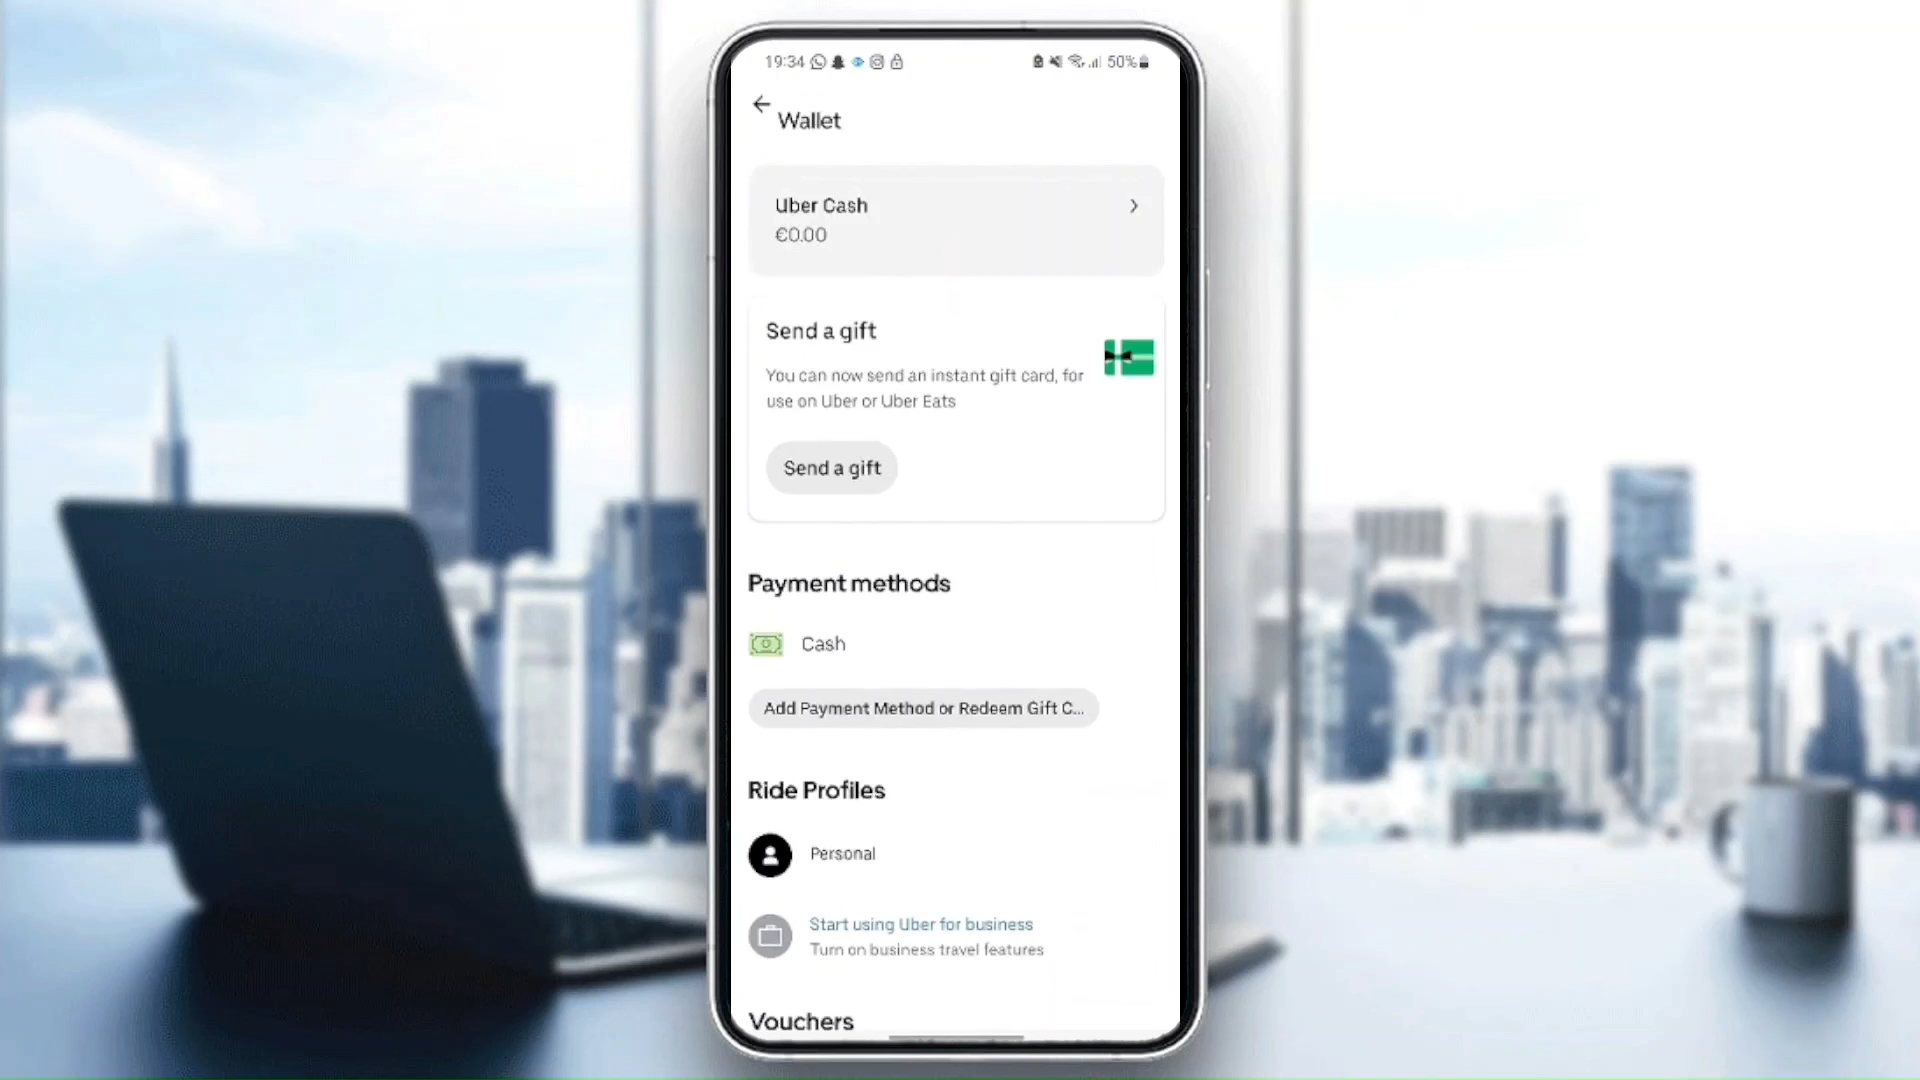 19:34
50%
Wallet
Uber Cash
€0.00
Send a gift
You can now send an instant gift card, for
use on Uber or Uber Eats
Send a gift
Payment methods
Cash
Add Payment Method or Redeem Gift C...
Ride Profiles
Personal
Start using Uber for business
Turn on business travel features
Vouchers